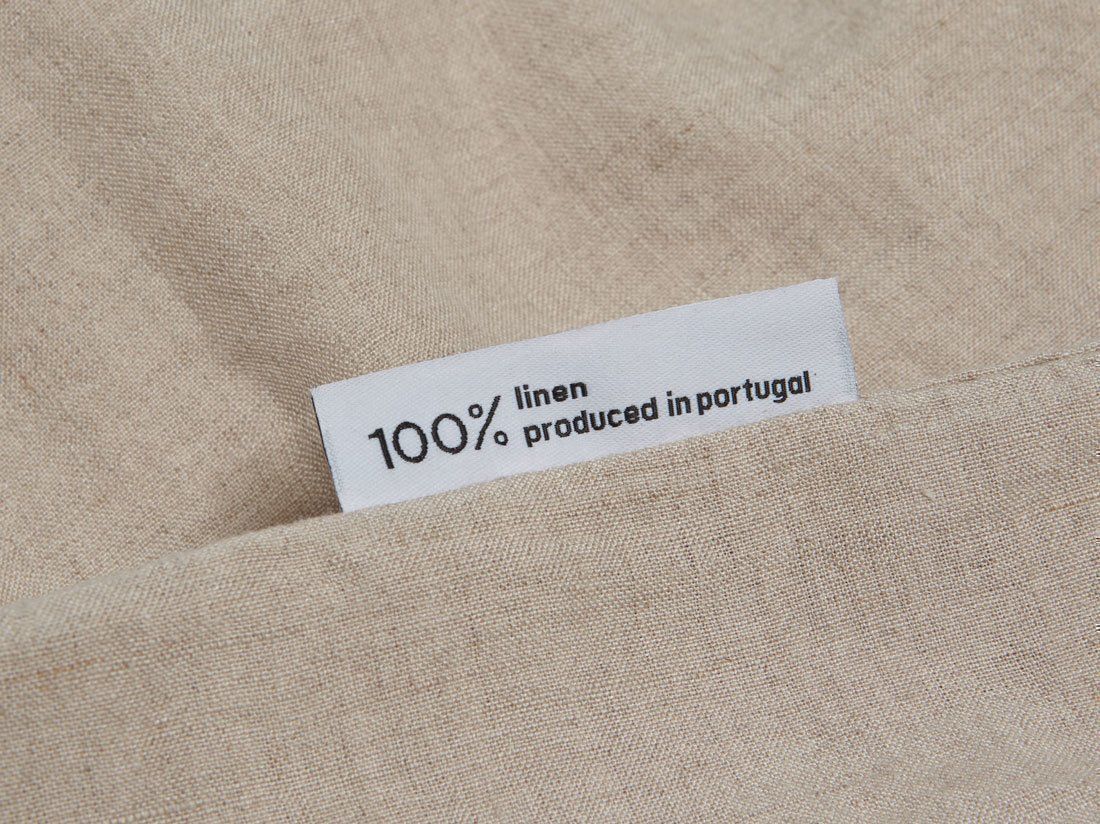 100% linen
produced in portugal